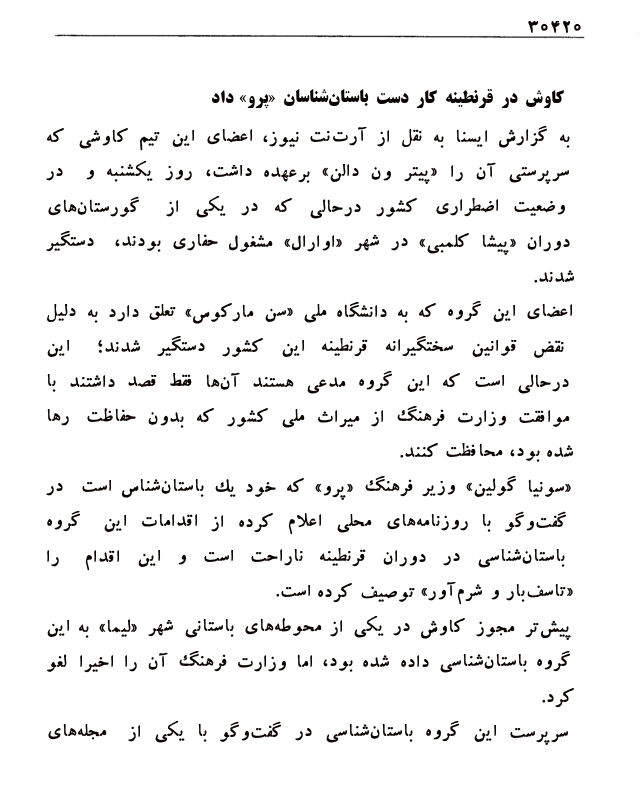 ۳۰۴۲۰
کاوش در قرنطینه کار دست باستان‌شناسان «پرو» داد
به گزارش ایسنا به نقل از آرت‌نت نیوز، اعضای این تیم کاوشی که
سرپرستی آن را «پیتر ون دالن» برعهده داشت، روز یکشنبه و در
وضعیت اضطراری کشور درحالی که در یکی از گورستان‌های
دوران «پیشا کلمبی» در شهر «اوارال» مشغول حفاری بودند، دستگیر
شدند.
اعضای این گروه که به دانشگاه ملی «سن مارکوس» تعلق دارد به دلیل
نقض قوانین سختگیرانه قرنطینه این کشور دستگیر شدند؛ این
درحالی است که این گروه مدعی هستند آن‌ها فقط قصد داشتند با
موافقت وزارت فرهنگ از میراث ملی کشور که بدون حفاظت رها
شده بود، محافظت کنند.
«سونیا گولین» وزیر فرهنگ «پرو» که خود یك باستان‌شناس است در
گفت‌وگو با روزنامه‌های محلی اعلام کرده از اقدامات این گروه
باستان‌شناسی در دوران قرنطینه ناراحت است و این اقدام را
«تاسف‌بار و شرم‌آور» توصیف کرده است.
پیش‌تر مجوز کاوش در یکی از محوطه‌های باستانی شهر «لیما» به این
گروه باستان‌شناسی داده شده بود، اما وزارت فرهنگ آن را اخیرا لغو
کرد.
سرپرست این گروه باستان‌شناسی در گفت‌وگو با یکی از مجله‌های